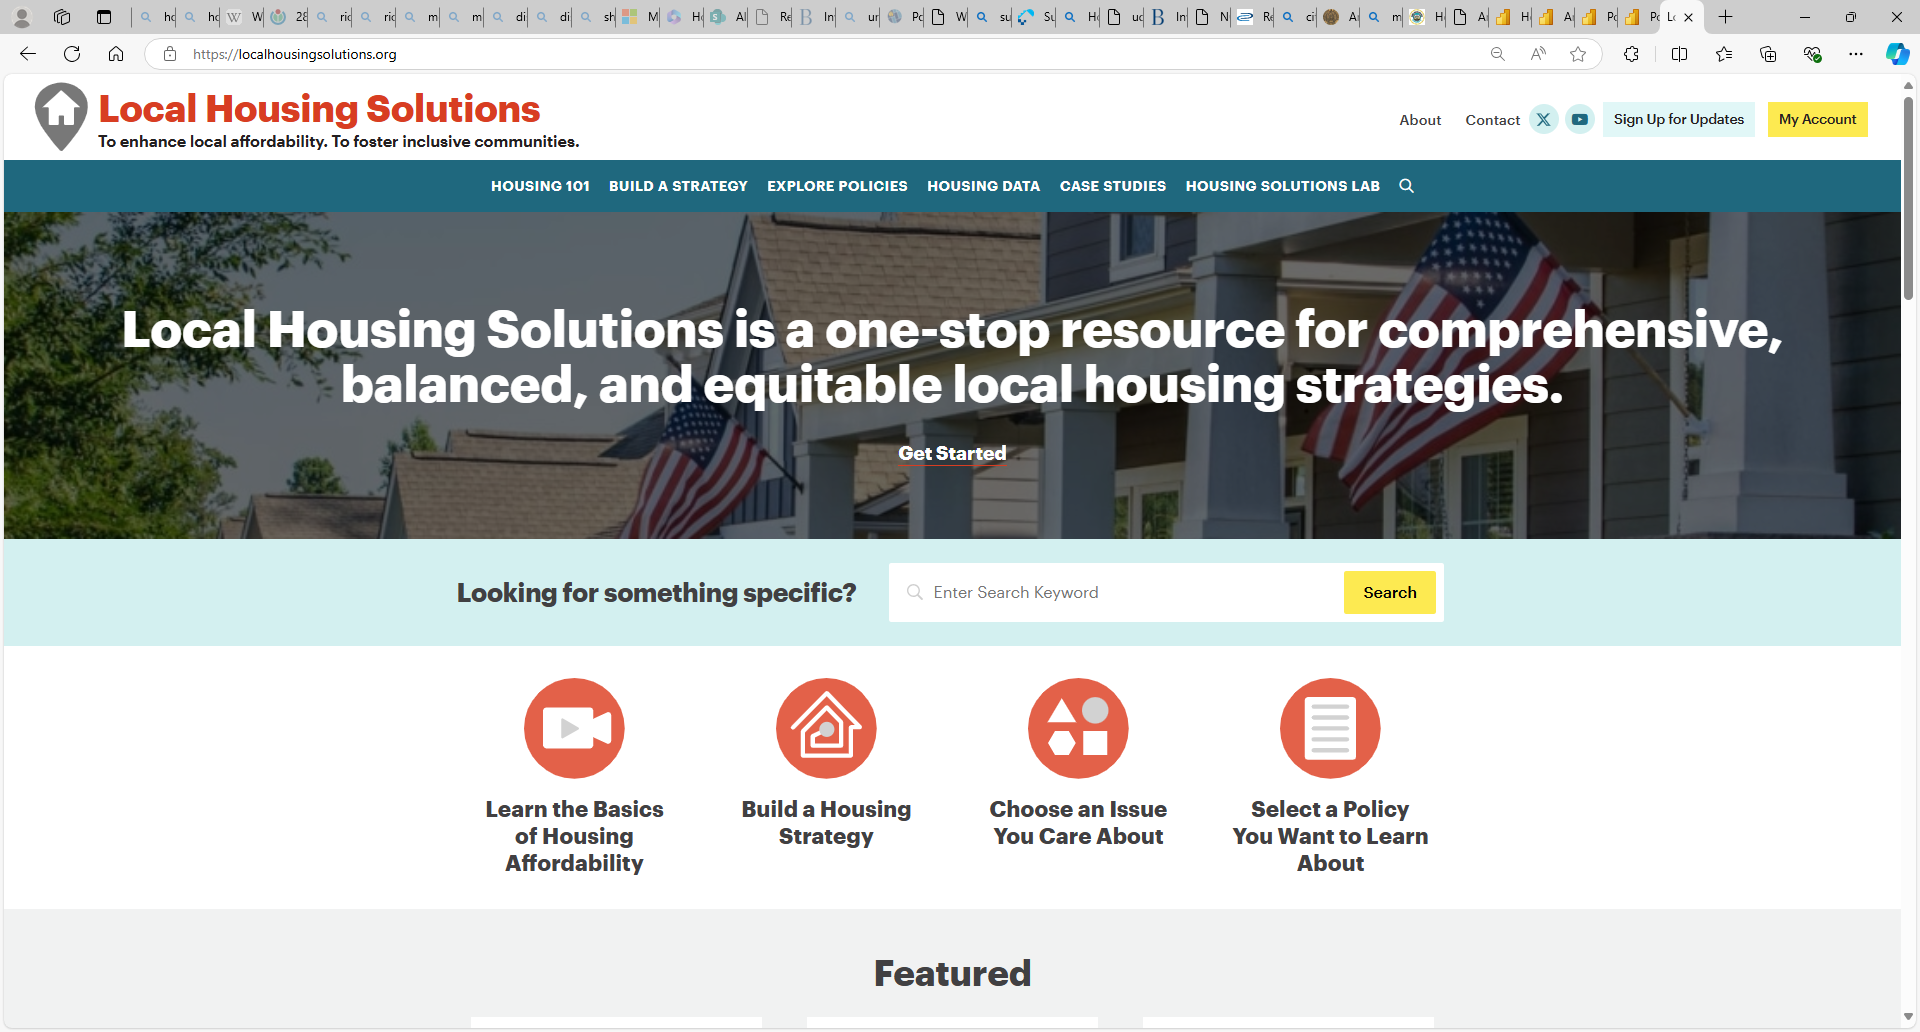 https://localhousingsolutions.org
Local Housing Solutions
To enhance local affordability. To foster inclusive communities.
About
Contact
Sign Up for Updates
My Account
HOUSING 101
BUILD A STRATEGY
EXPLORE POLICIES
HOUSING DATA
CASE STUDIES
HOUSING SOLUTIONS LAB
Local Housing Solutions is a one-stop resource for comprehensive,
balanced, and equitable local housing strategies.
Get Started
Looking for something specific?
Enter Search Keyword
Search
Learn the Basics
of Housing
Affordability
Build a Housing
Strategy
Choose an Issue
You Care About
Select a Policy
You Want to Learn
About
Featured